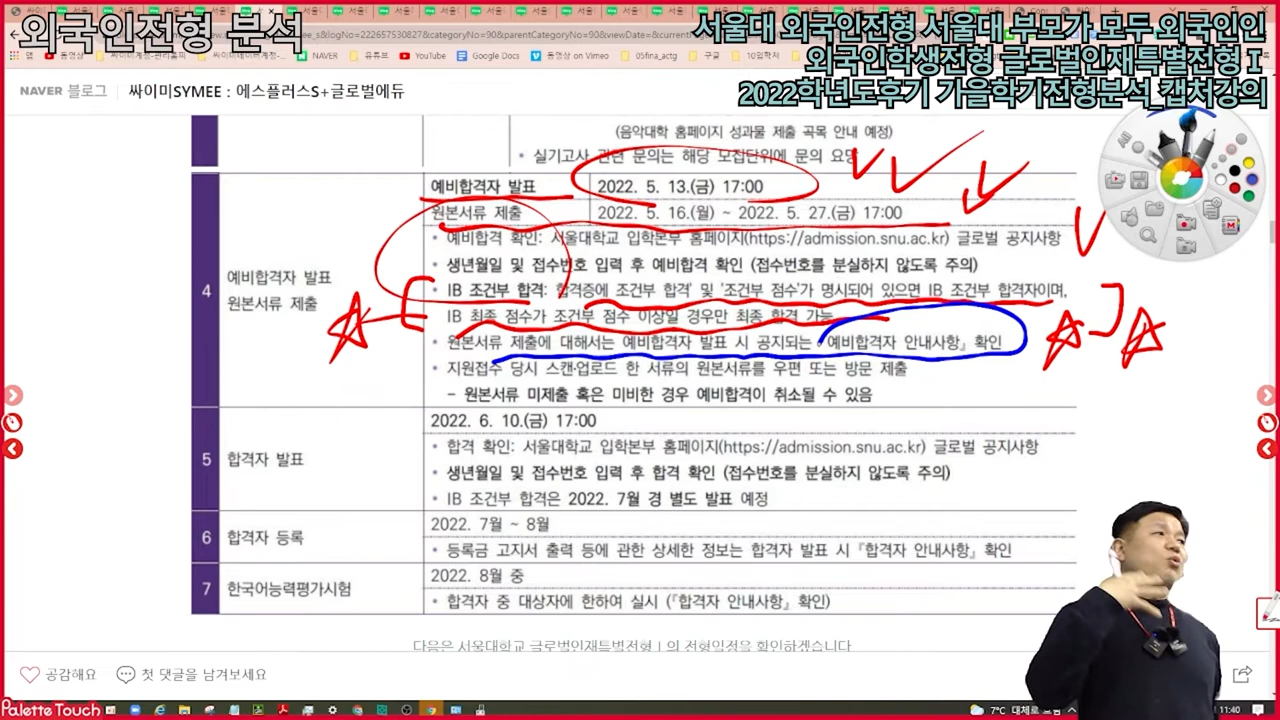 외국인전형 분석
서울대 외국인전형 서울대 부모가 모두 외국인인
외국인학생전형 글로벌인재특별전형 I
2022학년도후기 가을학기전형분석_캡처강의
NAVER
YouTube
Google Docs
동영상 on Vimeo
05fina_actg
구글
10입학자
NAVER 블로그
싸이미SYMEE : 에스플러스S+글로벌에듀
(음악대학 홈페이지 성과물 제출 곡목 안내 예정)
• 실기고사 관련 문의는 해당 모집단위에 문의 요망
4
예비합격자 발표
원본서류 제출
예비합격자 발표 2022. 5. 13.(금) 17:00
원본서류 제출 2022. 5. 16.(월) ~ 2022. 5. 27.(금) 17:00
• 예비합격 확인: 서울대학교 입학본부 홈페이지(https://admission.snu.ac.kr) 글로벌 공지사항
• 생년월일 및 접수번호 입력 후 예비합격 확인 (접수번호를 분실하지 않도록 주의)
• IB 조건부 합격: 합격증에 조건부 합격' 및 '조건부 점수'가 명시되어 있으면 IB 조건부 합격자이며,
IB 최종 점수가 조건부 점수 이상일 경우만 최종 합격 가능
• 원본서류 제출에 대해서는 예비합격자 발표 시 공지되는 『예비합격자 안내사항』 확인
• 지원접수 당시 스캔·업로드 한 서류의 원본서류를 우편 또는 방문 제출
- 원본서류 미제출 혹은 미비한 경우 예비합격이 취소될 수 있음
5
합격자 발표
2022. 6. 10.(금) 17:00
• 합격 확인: 서울대학교 입학본부 홈페이지(https://admission.snu.ac.kr) 글로벌 공지사항
• 생년월일 및 접수번호 입력 후 합격 확인 (접수번호를 분실하지 않도록 주의)
• IB 조건부 합격은 2022. 7월 경 별도 발표 예정
6
합격자 등록
2022. 7월 ~ 8월
• 등록금 고지서 출력 등에 관한 상세한 정보는 합격자 발표 시 『합격자 안내사항』 확인
7
한국어능력평가시험
2022. 8월 중
• 합격자 중 대상자에 한하여 실시 (『합격자 안내사항』 확인)
다음은 서울대학교 글로벌인재특별전형 I 의 전형일정을 확인하겠습니다
공감해요
첫 댓글을 남겨보세요
Palette Touch
7°C 대체로 흐림
11:40